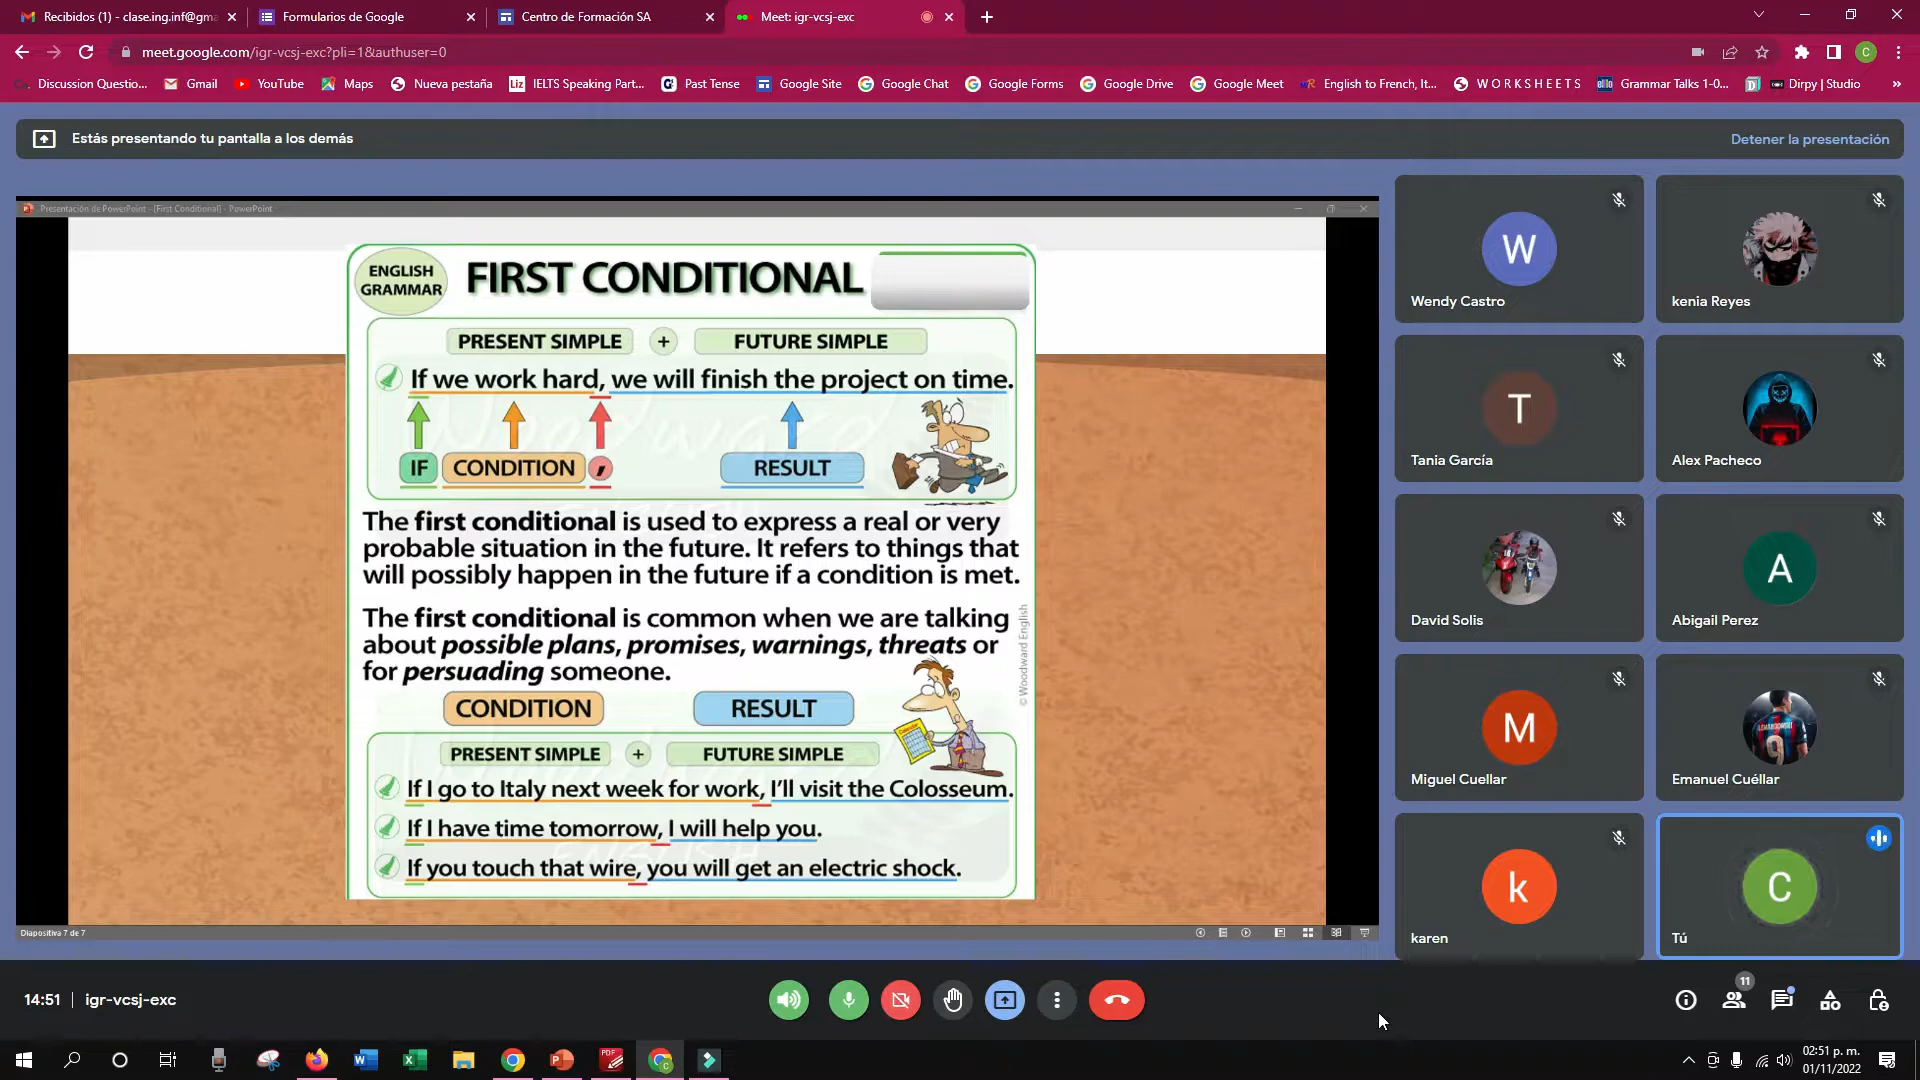 Recibidos (1) - clase.ing.inf@gma
Formularios de Google
Centro de Formación SA
Meet: igr-vcsj-exc
meet.google.com/igr-vcsj-exc?pli=1&authuser=0
C
Discussion Questio...
Gmail
YouTube
Maps
Nueva pestaña
Liz
IELTS Speaking Part...
Past Tense
Google Site
Google Chat
Google Forms
Google Drive
Google Meet
English to French, It...
W O R K S H E E T S
Grammar Talks 1-0...
Dirpy | Studio
»
Estás presentando tu pantalla a los demás
Detener la presentación
Presentación de PowerPoint - [First Conditional] - PowerPoint
ENGLISH
GRAMMAR
FIRST CONDITIONAL
PRESENT SIMPLE + FUTURE SIMPLE
If we work hard, we will finish the project on time.
IF CONDITION , RESULT
The first conditional is used to express a real or very
probable situation in the future. It refers to things that
will possibly happen in the future if a condition is met.
The first conditional is common when we are talking
about possible plans, promises, warnings, threats or
for persuading someone.
© Woodward English
CONDITION RESULT
PRESENT SIMPLE + FUTURE SIMPLE
If I go to Italy next week for work, I'll visit the Colosseum.
If I have time tomorrow, I will help you.
If you touch that wire, you will get an electric shock.
Diapositiva 7 de 7
W
Wendy Castro
kenia Reyes
T
Tania García
Alex Pacheco
David Solis
A
Abigail Perez
M
Miguel Cuellar
9
Emanuel Cuéllar
k
karen
C
Tú
14:51 | igr-vcsj-exc
11
02:51 p. m.
01/11/2022